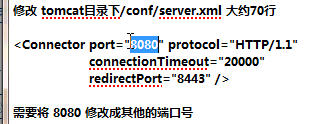 修改 tomcat目录下/conf/server.xml 大约70行
<Connector port="8080" protocol="HTTP/1.1"
connectionTimeout="20000"
redirectPort="8443" />
需要将 8080 修改成其他的端口号